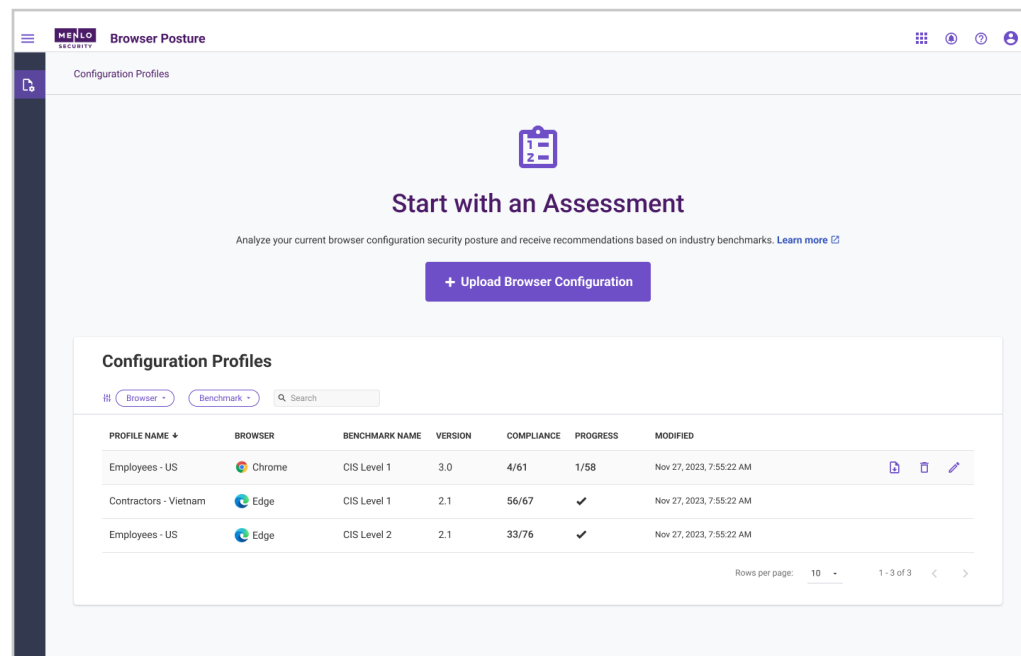 MENLO SECURITY Browser Posture
Configuration Profiles
1
2
Start with an Assessment
Analyze your current browser configuration security posture and receive recommendations based on industry benchmarks. Learn more
+ Upload Browser Configuration
Configuration Profiles
Browser Benchmark Search
PROFILE NAME BROWSER BENCHMARK NAME VERSION COMPLIANCE PROGRESS MODIFIED
Employees - US Chrome CIS Level 1 3.0 4/61 1/58 Nov 27, 2023, 7:55:22 AM
Contractors - Vietnam Edge CIS Level 1 2.1 56/67 Nov 27, 2023, 7:55:22 AM
Employees - US Edge CIS Level 2 2.1 33/76 Nov 27, 2023, 7:55:22 AM
Rows per page: 10 1 - 3 of 3